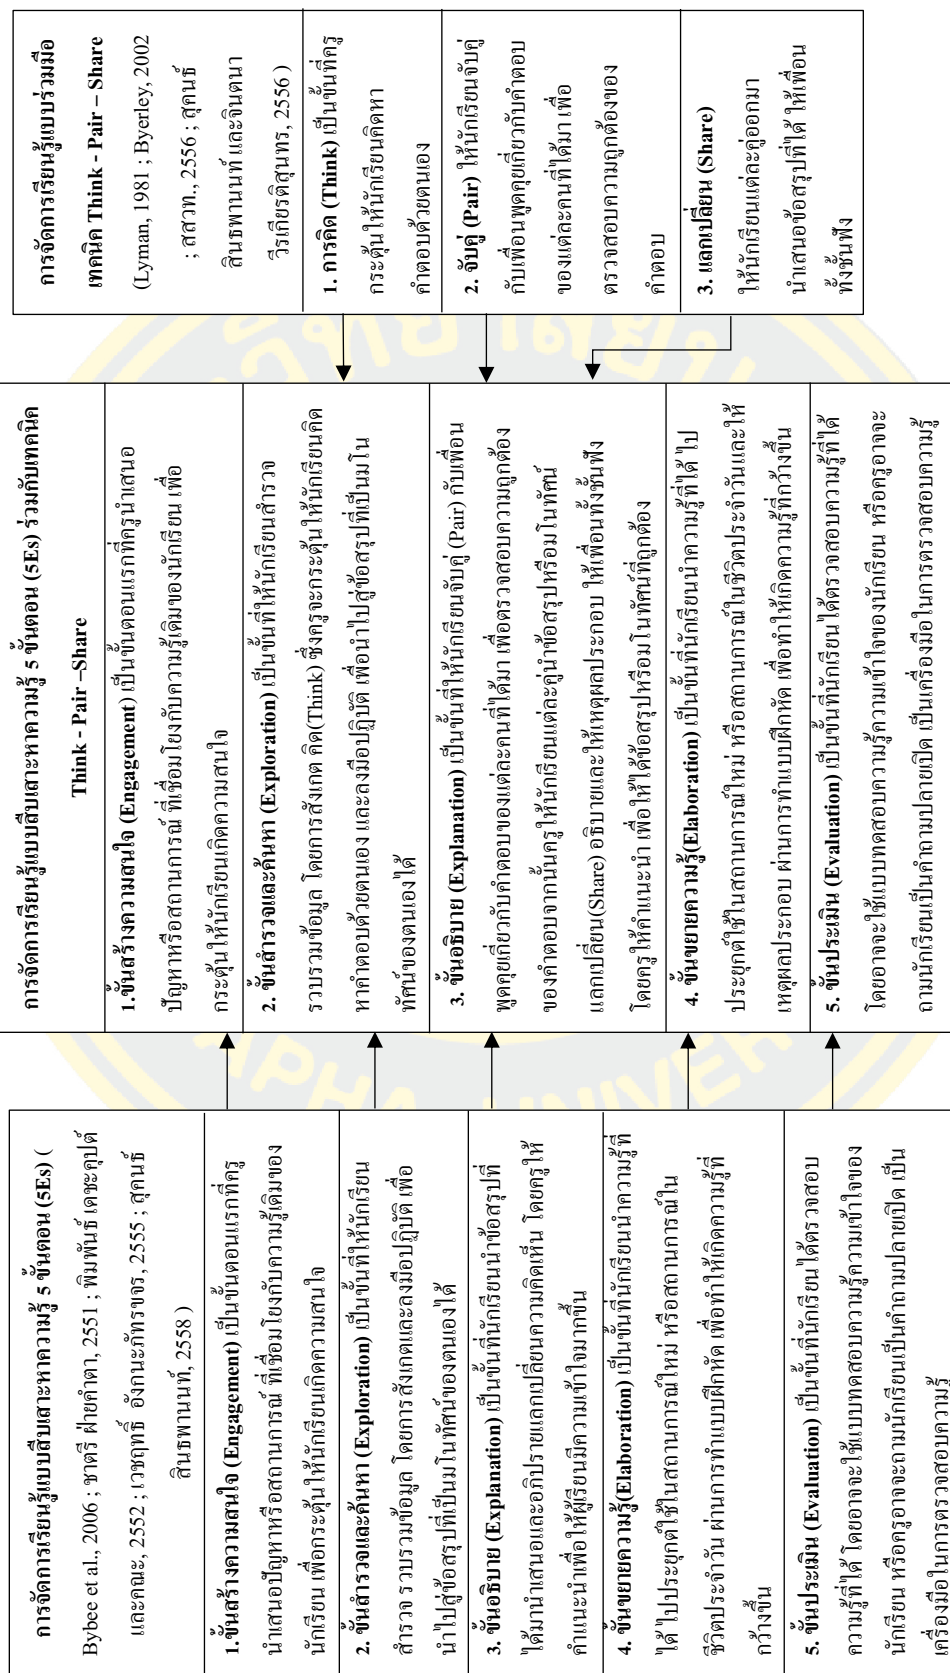 การจัดการเรียนรู้แบบสืบเสาะหาความรู้ 5 ขั้นตอน (5Es) (
Bybee et al., 2006 ; ชาตรี ฝ่ายคำตา, 2551 ; พิมพันธ์ เดชะคุปต์
และคณะ, 2552 ; เวชฤทธิ์ อังกนะภัทรขจร, 2555 ; สุคนธ์
สินธพานนท์, 2558 )
1.ขั้นสร้างความสนใจ (Engagement) เป็นขั้นตอนแรกที่ครู
นำเสนอปัญหาหรือสถานการณ์ ที่เชื่อมโยงกับความรู้เดิมของ
นักเรียน เพื่อกระตุ้นให้นักเรียนเกิดความสนใจ
2. ขั้นสำรวจและค้นหา (Exploration) เป็นขั้นที่ให้นักเรียน
สำรวจ รวบรวมข้อมูล โดยการสังเกตและลงมือปฏิบัติ เพื่อ
นำไปสู่ข้อสรุปที่เป็นมโนทัศน์ของตนเองได้
3. ขั้นอธิบาย (Explanation) เป็นขั้นที่นักเรียนนำข้อสรุปที่
ได้มานำเสนอและอภิปรายแลกเปลี่ยนความคิดเห็น โดยครูให้
คำแนะนำเพื่อให้ผู้เรียนมีความเข้าใจมากขึ้น
4. ขั้นขยายความรู้(Elaboration) เป็นขั้นที่นักเรียนนำความรู้ที่
ได้ ไปประยุกต์ใช้ในสถานการณ์ใหม่ หรือสถานการณ์ใน
ชีวิตประจำวัน ผ่านการทำแบบฝึกหัด เพื่อทำให้เกิดความรู้ที่
กว้างขึ้น
5. ขั้นประเมิน (Evaluation) เป็นขั้นที่นักเรียนได้ตรวจสอบ
ความรู้ที่ได้ โดยอาจจะใช้แบบทดสอบความรู้ความเข้าใจของ
นักเรียน หรือครูอาจจะถามนักเรียนเป็นคำถามปลายเปิด เป็น
เครื่องมือในการตรวจสอบความรู้
การจัดการเรียนรู้แบบสืบเสาะหาความรู้ 5 ขั้นตอน (5Es) ร่วมกับเทคนิค
Think - Pair –Share
1.ขั้นสร้างความสนใจ (Engagement) เป็นขั้นตอนแรกที่ครูนำเสนอ
ปัญหาหรือสถานการณ์ ที่เชื่อมโยงกับความรู้เดิมของนักเรียน เพื่อ
กระตุ้นให้นักเรียนเกิดความสนใจ
2. ขั้นสำรวจและค้นหา (Exploration) เป็นขั้นที่ให้นักเรียนสำรวจ
รวบรวมข้อมูล โดยการสังเกต คิด(Think) ซึ่งครูจะกระตุ้นให้นักเรียนคิด
หาคำตอบด้วยตนเอง และลงมือปฏิบัติ เพื่อนำไปสู่ข้อสรุปที่เป็นมโน
ทัศน์ของตนเองได้
3. ขั้นอธิบาย (Explanation) เป็นขั้นที่ให้นักเรียนจับคู่ (Pair) กับเพื่อน
พูดคุยเกี่ยวกับคำตอบของแต่ละคนที่ได้มา เพื่อตรวจสอบความถูกต้อง
ของคำตอบจากนั้นครูให้นักเรียนแต่ละคู่นำข้อสรุปหรือมโนทัศน์
แลกเปลี่ยน(Share) อธิบายและให้เหตุผลประกอบ ให้เพื่อนทั้งชั้นฟัง
โดยครูให้คำแนะนำ เพื่อให้ได้ข้อสรุปหรือมโนทัศน์ที่ถูกต้อง
4. ขั้นขยายความรู้(Elaboration) เป็นขั้นที่นักเรียนนำความรู้ที่ได้ ไป
ประยุกต์ใช้ในสถานการณ์ใหม่ หรือสถานการณ์ในชีวิตประจำวันและให้
เหตุผลประกอบ ผ่านการทำแบบฝึกหัด เพื่อทำให้เกิดความรู้ที่กว้างขึ้น
5. ขั้นประเมิน (Evaluation) เป็นขั้นที่นักเรียนได้ตรวจสอบความรู้ที่ได้
โดยอาจจะใช้แบบทดสอบความรู้ความเข้าใจของนักเรียน หรือครูอาจจะ
ถามนักเรียนเป็นคำถามปลายเปิด เป็นเครื่องมือในการตรวจสอบความรู้
การจัดการเรียนรู้แบบร่วมมือ
เทคนิค Think - Pair – Share
(Lyman, 1981 ; Byerley, 2002
; สสวท., 2556 ; สุคนธ์
สินธพานนท์ และจินตนา
วีรเกียรติสุนทร, 2556 )
1. การคิด (Think) เป็นขั้นที่ครู
กระตุ้นให้นักเรียนคิดหา
คำตอบด้วยตนเอง
2. จับคู่ (Pair) ให้นักเรียนจับคู่
กับเพื่อนพูดคุยเกี่ยวกับคำตอบ
ของแต่ละคนที่ได้มา เพื่อ
ตรวจสอบความถูกต้องของ
คำตอบ
3. แลกเปลี่ยน (Share)
ให้นักเรียนแต่ละคู่ออกมา
นำเสนอข้อสรุปที่ได้ ให้เพื่อน
ทั้งชั้นฟัง